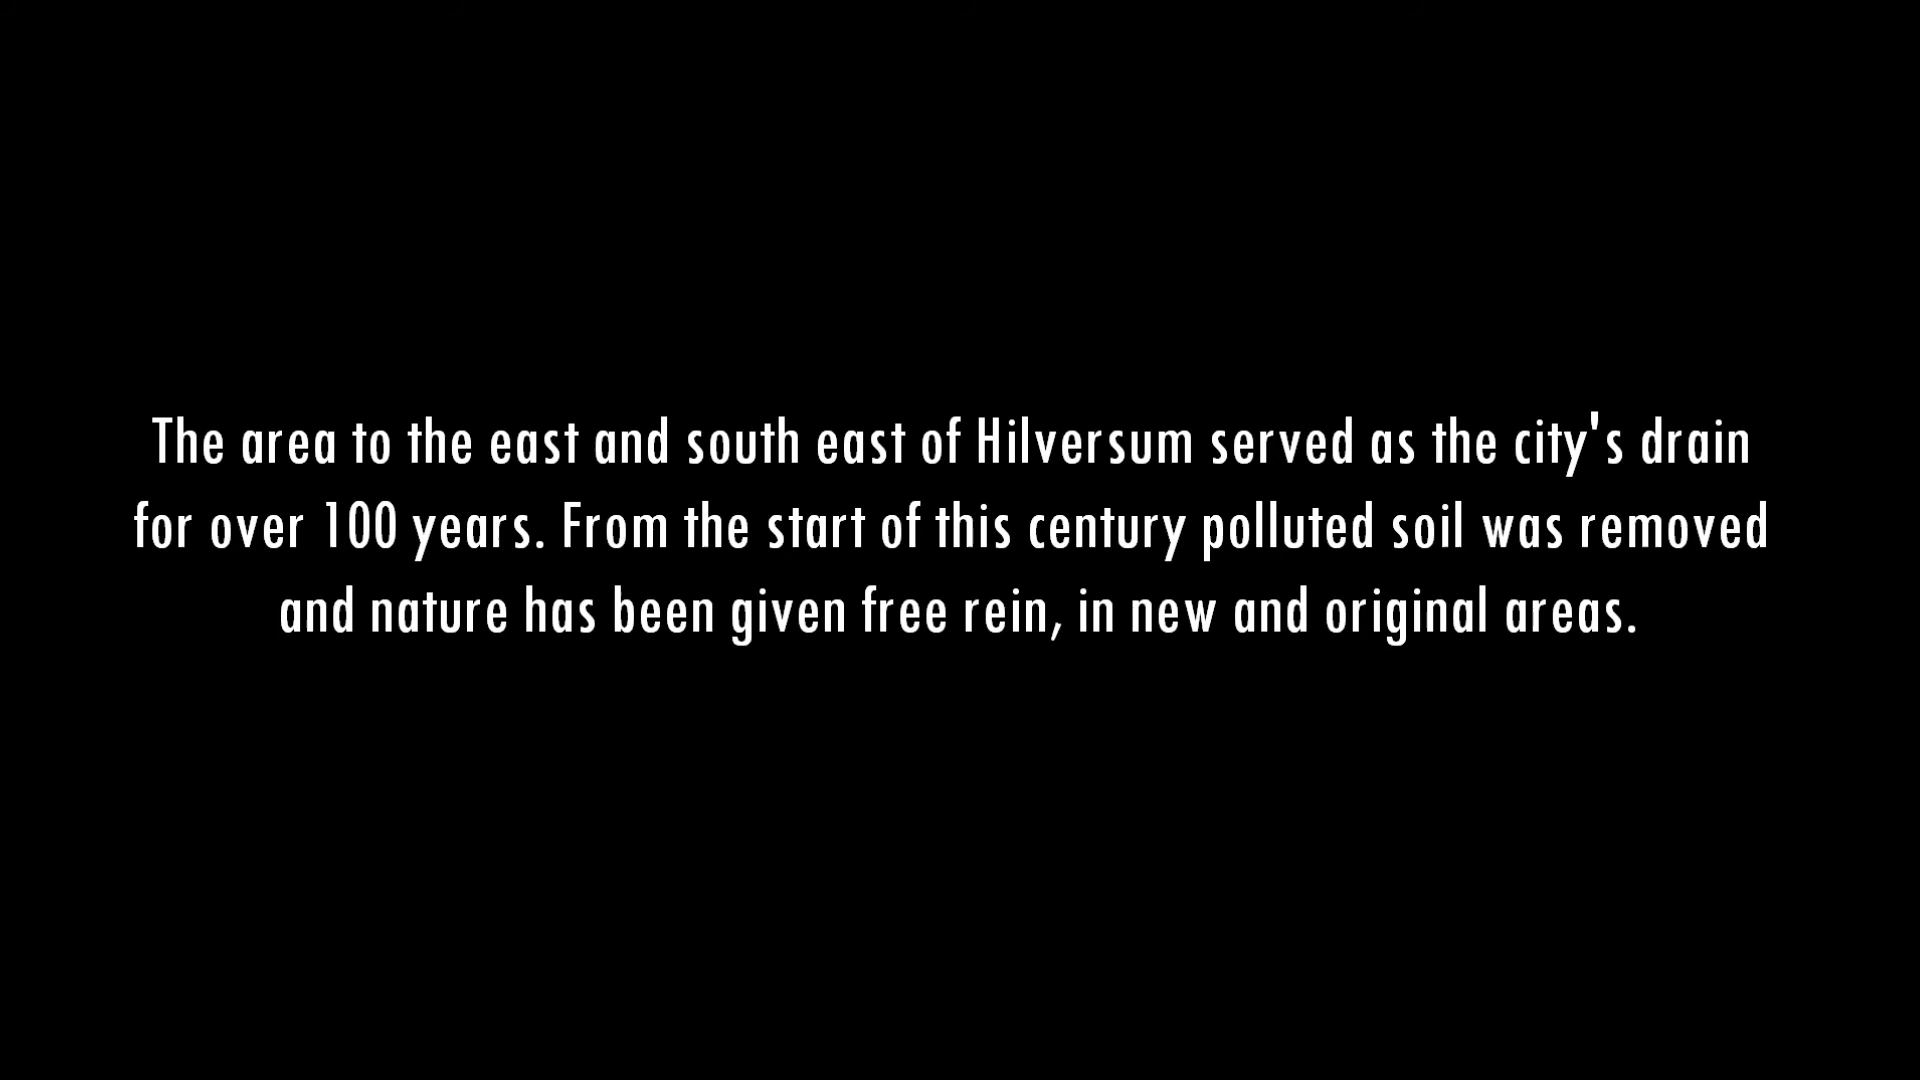 The area to the east and south east of Hilversum served as the city's drain
for over 100 years. From the start of this century polluted soil was removed
and nature has been given free rein, in new and original areas.